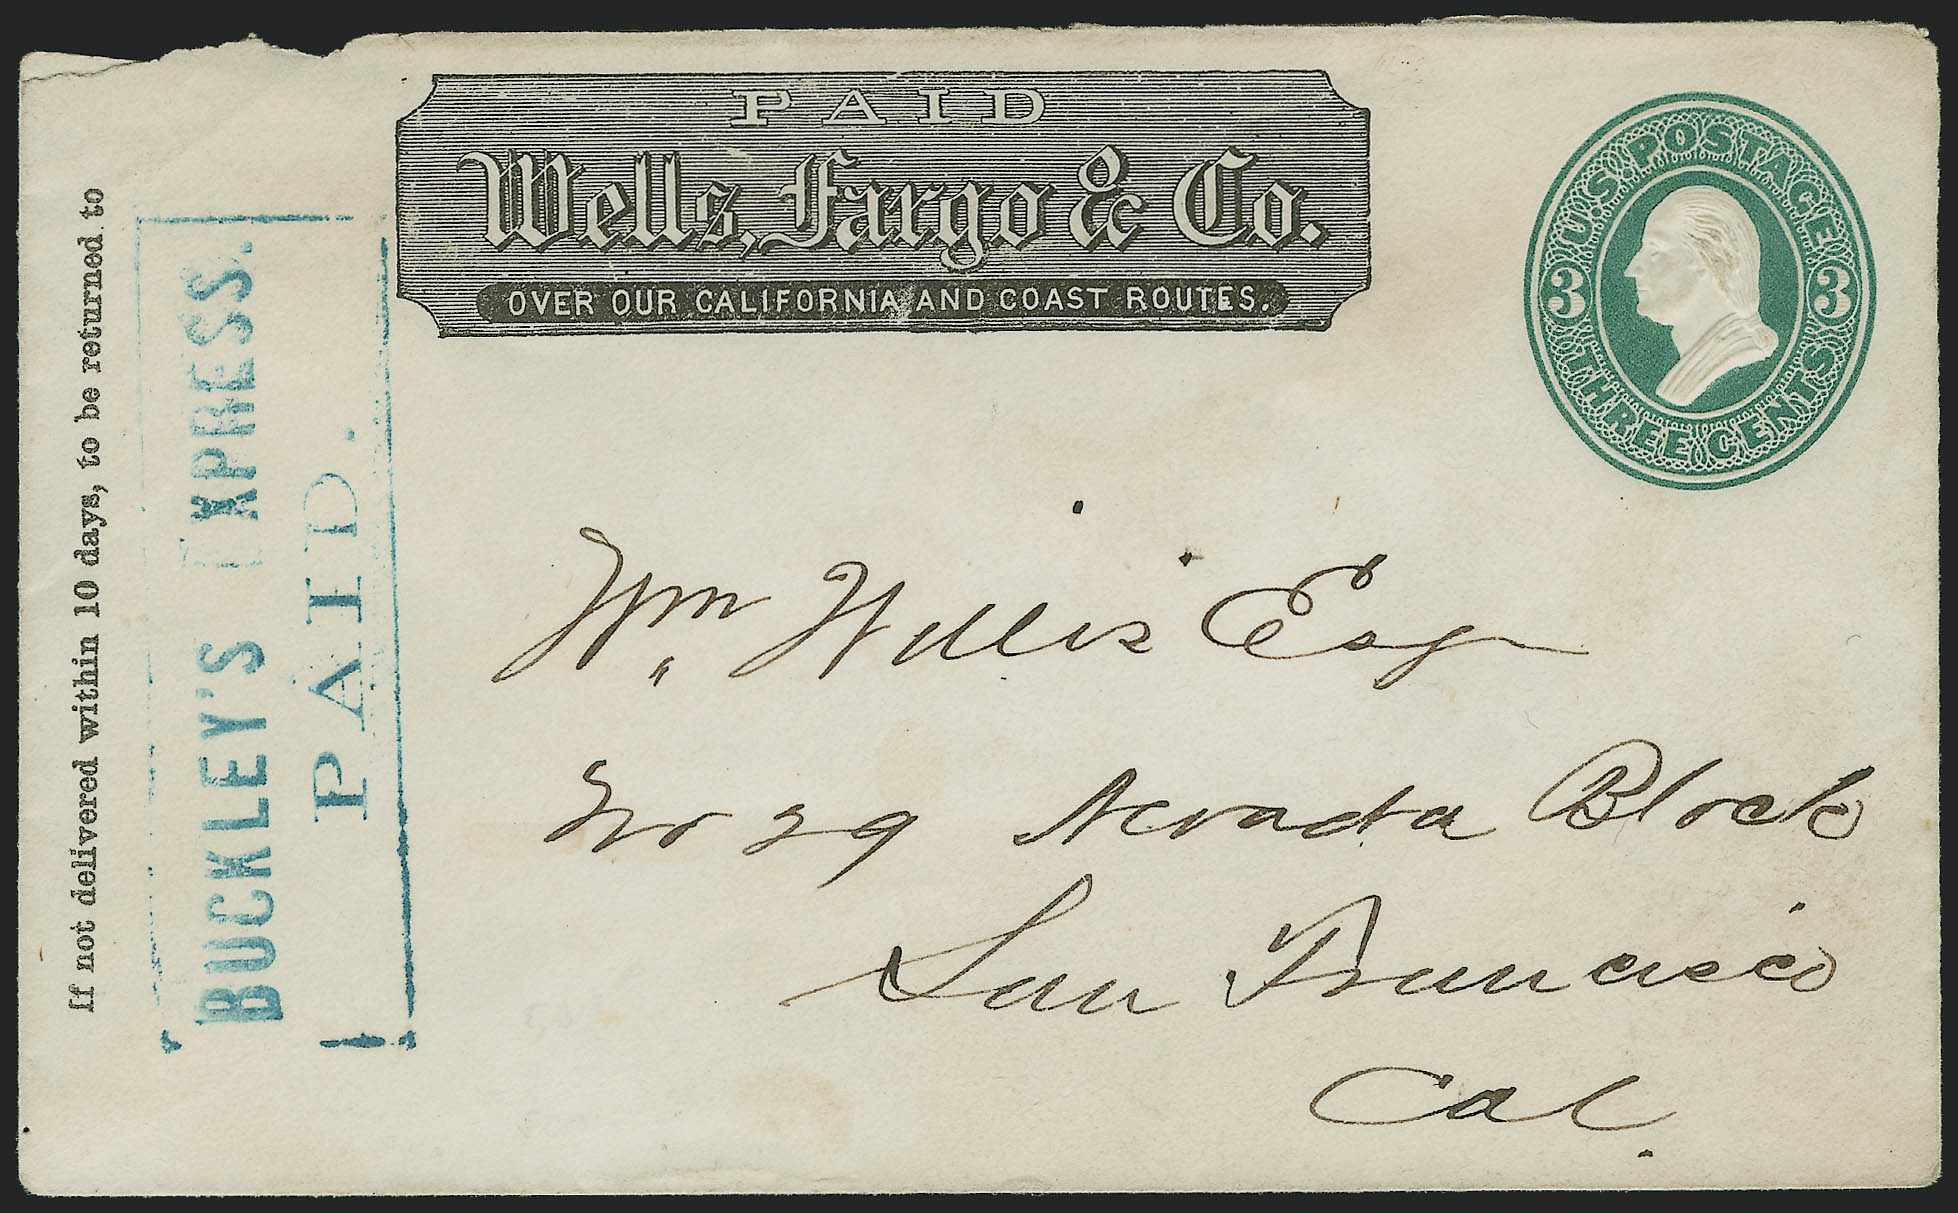 PAID
Wells, Fargo & Co.
OVER OUR CALIFORNIA AND COAST ROUTES.
U.S. POSTAGE
3 3
THREE CENTS
If not delivered within 10 days, to be returned to
BUCKLEY'S EXPRESS.
PAID.
Wm Willis Esq
No 29 Nevada Block
San Francisco
Cal.